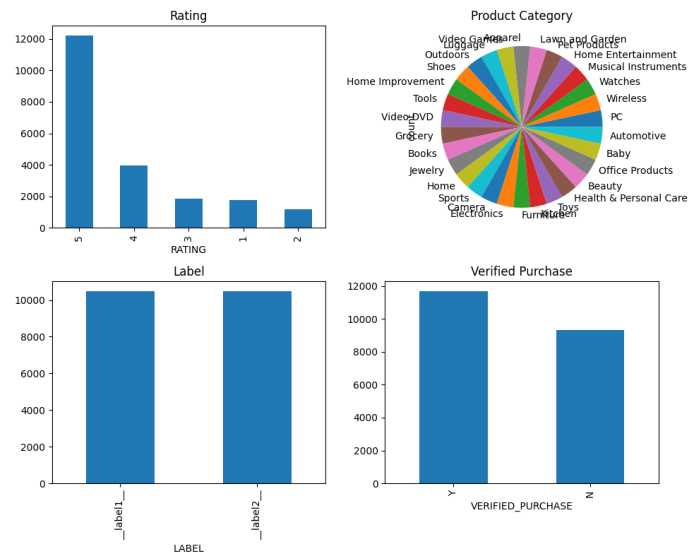 Rating
12000
10000
8000
6000
4000
2000
0
5
4
3
1
2
RATING
Product Category
count
PC
Wireless
Watches
Musical Instruments
Home Entertainment
Pet Products
Lawn and Garden
Apparel
Video Games
Luggage
Outdoors
Shoes
Home Improvement
Tools
Video DVD
Grocery
Books
Jewelry
Home
Sports
Camera
Electronics
Furniture
Kitchen
Toys
Health & Personal Care
Beauty
Office Products
Baby
Automotive
Label
10000
8000
6000
4000
2000
0
__label1__
__label2__
LABEL
Verified Purchase
12000
10000
8000
6000
4000
2000
0
Y
N
VERIFIED_PURCHASE